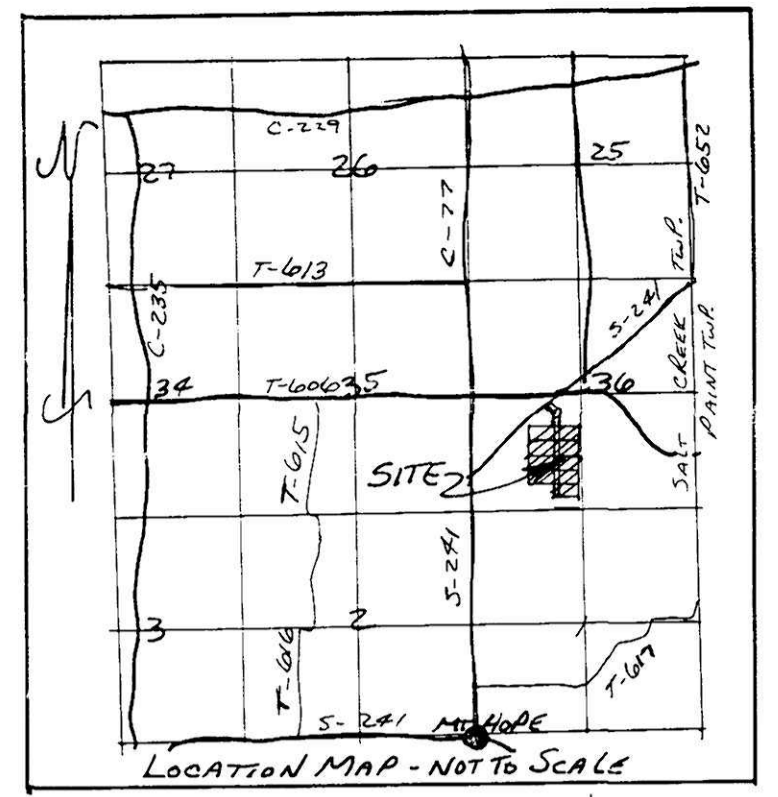 N
C-229
27
26
25
T-652
C-77
T-613
S-241
C-235
SALT CREEK TWP.
PAINT TWP.
34
T-606
35
36
T-615
SITE
S-241
3
2
1
T-616
T-617
S-241
MT. HOPE
LOCATION MAP - NOT TO SCALE